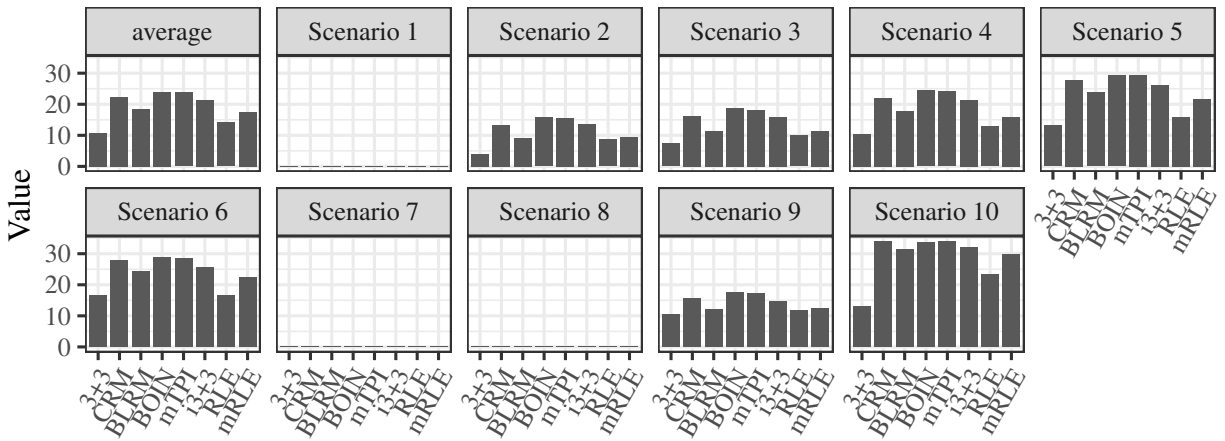 average Scenario 1 Scenario 2 Scenario 3 Scenario 4 Scenario 5
30
20
10
0
Value
3+3 CRM BLRM BOIN mTPI i3+3 RLE mRLE
Scenario 6 Scenario 7 Scenario 8 Scenario 9 Scenario 10
30
20
10
0
3+3 CRM BLRM BOIN mTPI i3+3 RLE mRLE 3+3 CRM BLRM BOIN mTPI i3+3 RLE mRLE 3+3 CRM BLRM BOIN mTPI i3+3 RLE mRLE 3+3 CRM BLRM BOIN mTPI i3+3 RLE mRLE 3+3 CRM BLRM BOIN mTPI i3+3 RLE mRLE